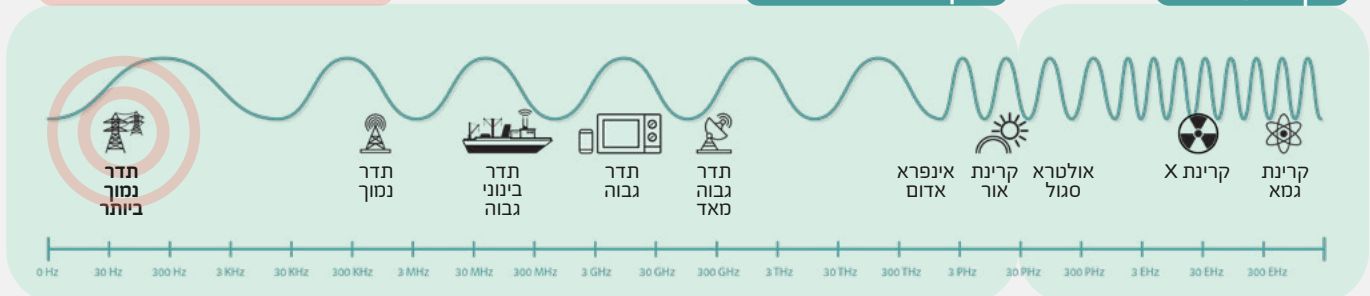 תדר
נמוך
ביותר
תדר
נמוך
תדר
בינוני
גבוה
תדר
גבוה
תדר
גבוה
מאד
אינפרא
אדום
קרינת
אור
אולטרא
סגול
קרינת X
קרינת
גמא
0 Hz 30 Hz 300 Hz 3 KHz 30 KHz 300 KHz 3 MHz 30 MHz 300 MHz 3 GHz 30 GHz 300 GHz 3 THz 30 THz 300 THz 3 PHz 30 PHz 300 PHz 3 EHz 30 EHz 300 EHz